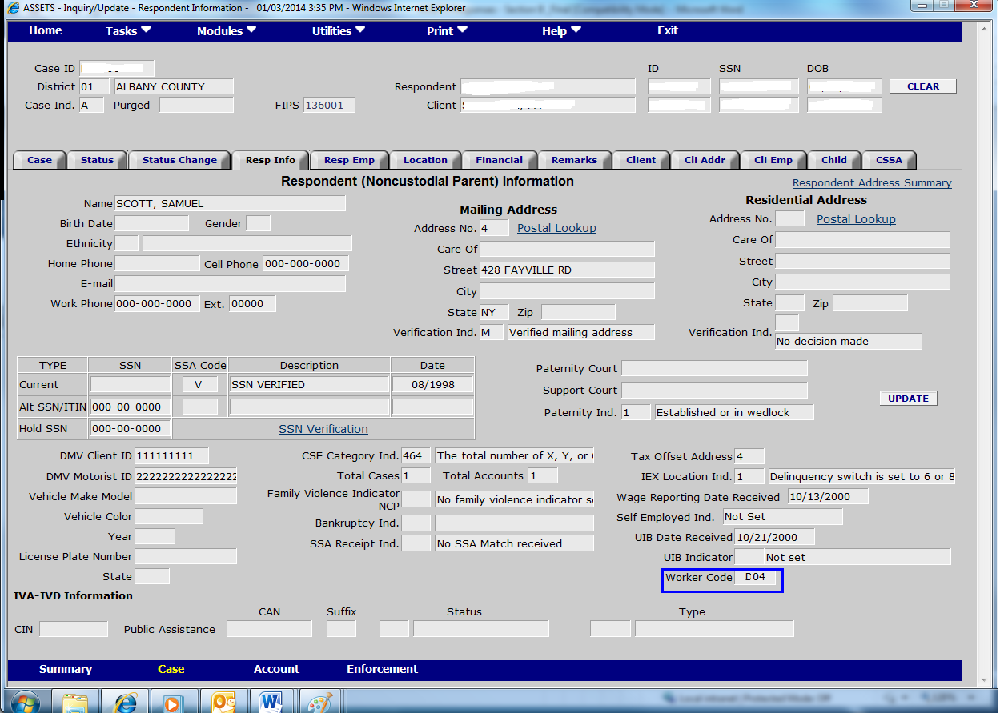 ASSETS - Inquiry/Update - Respondent Information - 01/03/2014 3:35 PM - Windows Internet Explorer
Home Tasks Modules Utilities Print Help Exit
Case ID ID SSN DOB
District 01 ALBANY COUNTY Respondent CLEAR
Case Ind. A Purged FIPS 136001 Client
Case Status Status Change Resp Info Resp Emp Location Financial Remarks Client Cli Addr Cli Emp Child CSSA
Respondent (Noncustodial Parent) Information
Respondent Address Summary
Name SCOTT, SAMUEL
Birth Date Gender
Ethnicity
Home Phone Cell Phone 000-000-0000
E-mail
Work Phone 000-000-0000 Ext. 00000
Mailing Address
Address No. 4 Postal Lookup
Care Of
Street 428 FAYVILLE RD
City
State NY Zip
Verification Ind. M Verified mailing address
Residential Address
Address No. Postal Lookup
Care Of
Street
City
State Zip
Verification Ind.
No decision made
TYPE SSN SSA Code Description Date
Current V SSN VERIFIED 08/1998
Alt SSN/ITIN 000-00-0000
Hold SSN 000-00-0000 SSN Verification
Paternity Court
Support Court
Paternity Ind. 1 Established or in wedlock
UPDATE
DMV Client ID 111111111
DMV Motorist ID 2222222222222222
Vehicle Make Model
Vehicle Color
Year
License Plate Number
State
CSE Category Ind. 464 The total number of X, Y, or
Total Cases 1 Total Accounts 1
Family Violence Indicator
NCP No family violence indicator
Bankruptcy Ind.
SSA Receipt Ind. No SSA Match received
Tax Offset Address 4
IEX Location Ind. 1 Delinquency switch is set to 6 or 8
Wage Reporting Date Received 10/13/2000
Self Employed Ind. Not Set
UIB Date Received 10/21/2000
UIB Indicator Not set
Worker Code D04
IVA-IVD Information
CAN Suffix Status Type
CIN Public Assistance
Summary Case Account Enforcement